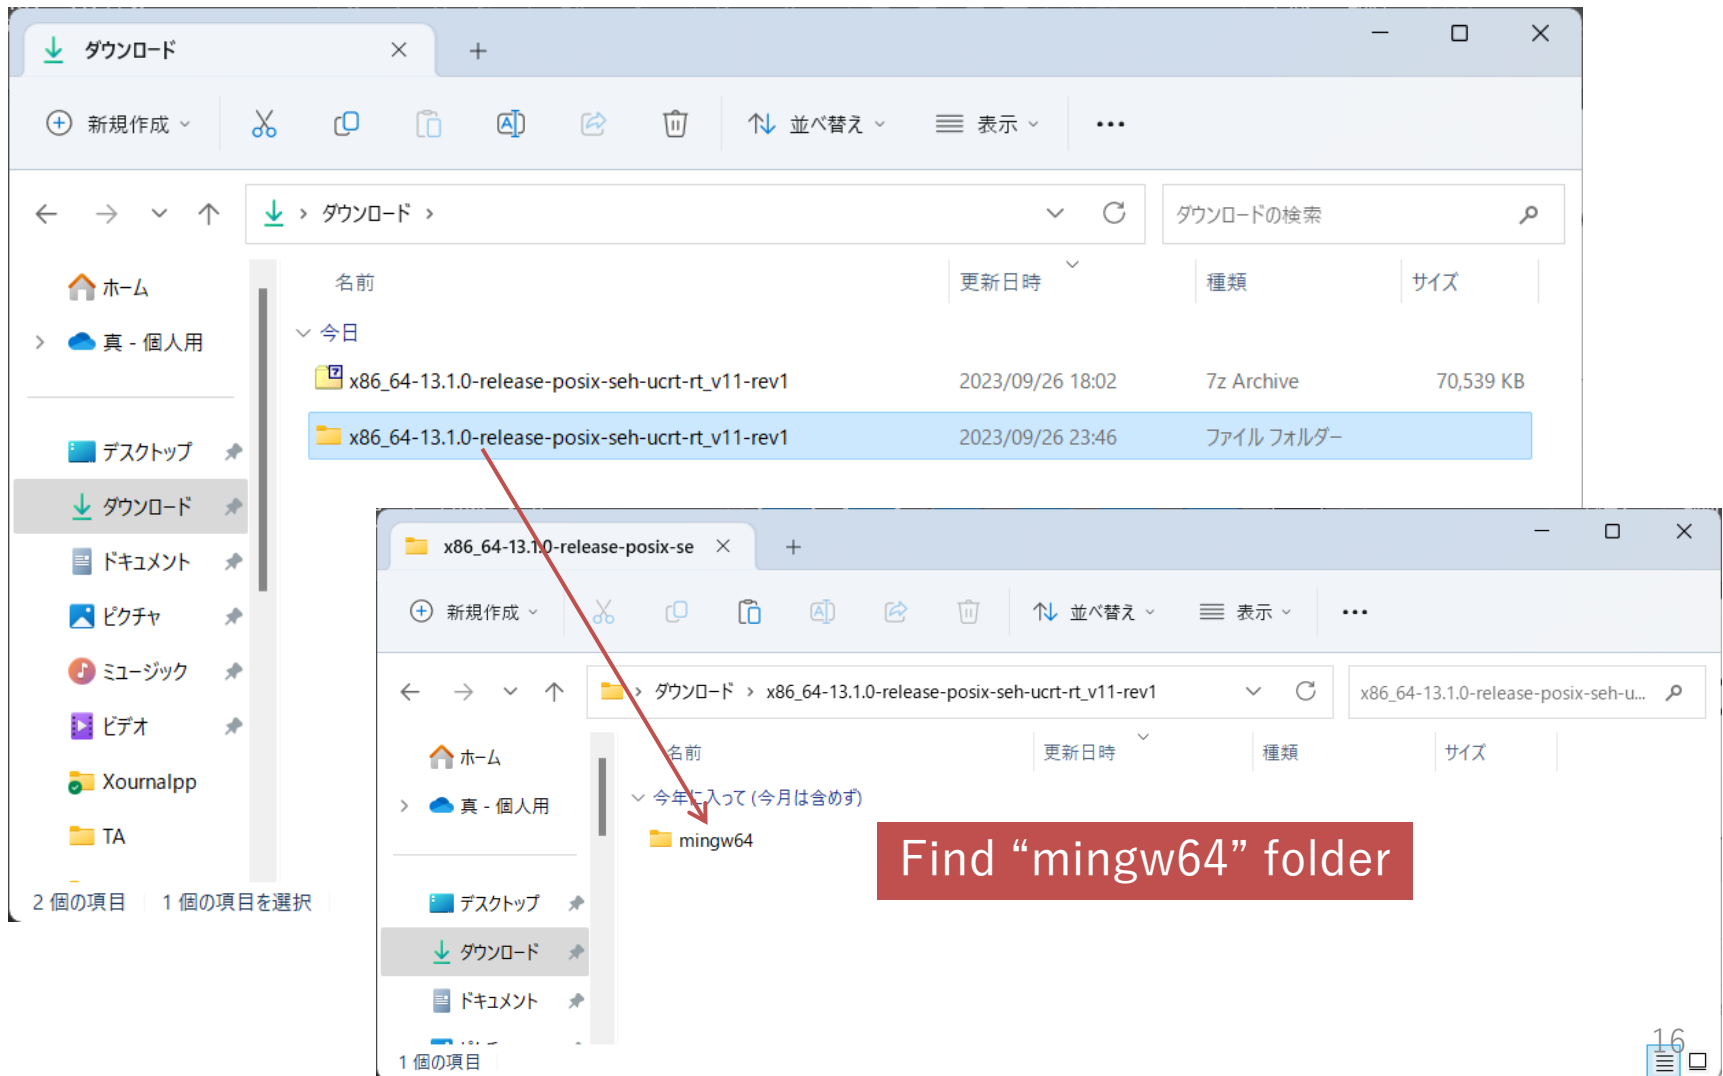 ダウンロード
新規作成
並べ替え
表示
ダウンロード
ダウンロードの検索
ホーム
真 - 個人用
デスクトップ
ダウンロード
ドキュメント
ピクチャ
ミュージック
ビデオ
Xournalpp
TA
名前 更新日時 種類 サイズ
今日
x86_64-13.1.0-release-posix-seh-ucrt-rt_v11-rev1 2023/09/26 18:02 7z Archive 70,539 KB
x86_64-13.1.0-release-posix-seh-ucrt-rt_v11-rev1 2023/09/26 23:46 ファイル フォルダー
2 個の項目 1 個の項目を選択
x86_64-13.1.0-release-posix-se
新規作成
並べ替え
表示
ダウンロード x86_64-13.1.0-release-posix-seh-ucrt-rt_v11-rev1
x86_64-13.1.0-release-posix-seh-u...
ホーム
真 - 個人用
デスクトップ
ダウンロード
ドキュメント
名前 更新日時 種類 サイズ
今年に入って (今月は含めず)
mingw64
Find “mingw64” folder
1 個の項目
16